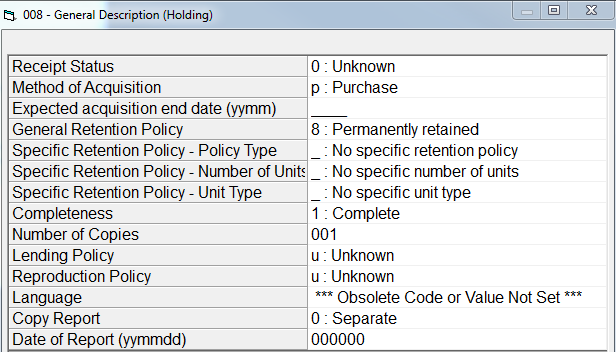 008 - General Description (Holding)
Receipt Status 0 : Unknown
Method of Acquisition p : Purchase
Expected acquisition end date (yymm) ____
General Retention Policy 8 : Permanently retained
Specific Retention Policy - Policy Type _ : No specific retention policy
Specific Retention Policy - Number of Units _ : No specific number of units
Specific Retention Policy - Unit Type _ : No specific unit type
Completeness 1 : Complete
Number of Copies 001
Lending Policy u : Unknown
Reproduction Policy u : Unknown
Language *** Obsolete Code or Value Not Set ***
Copy Report 0 : Separate
Date of Report (yymmdd) 000000